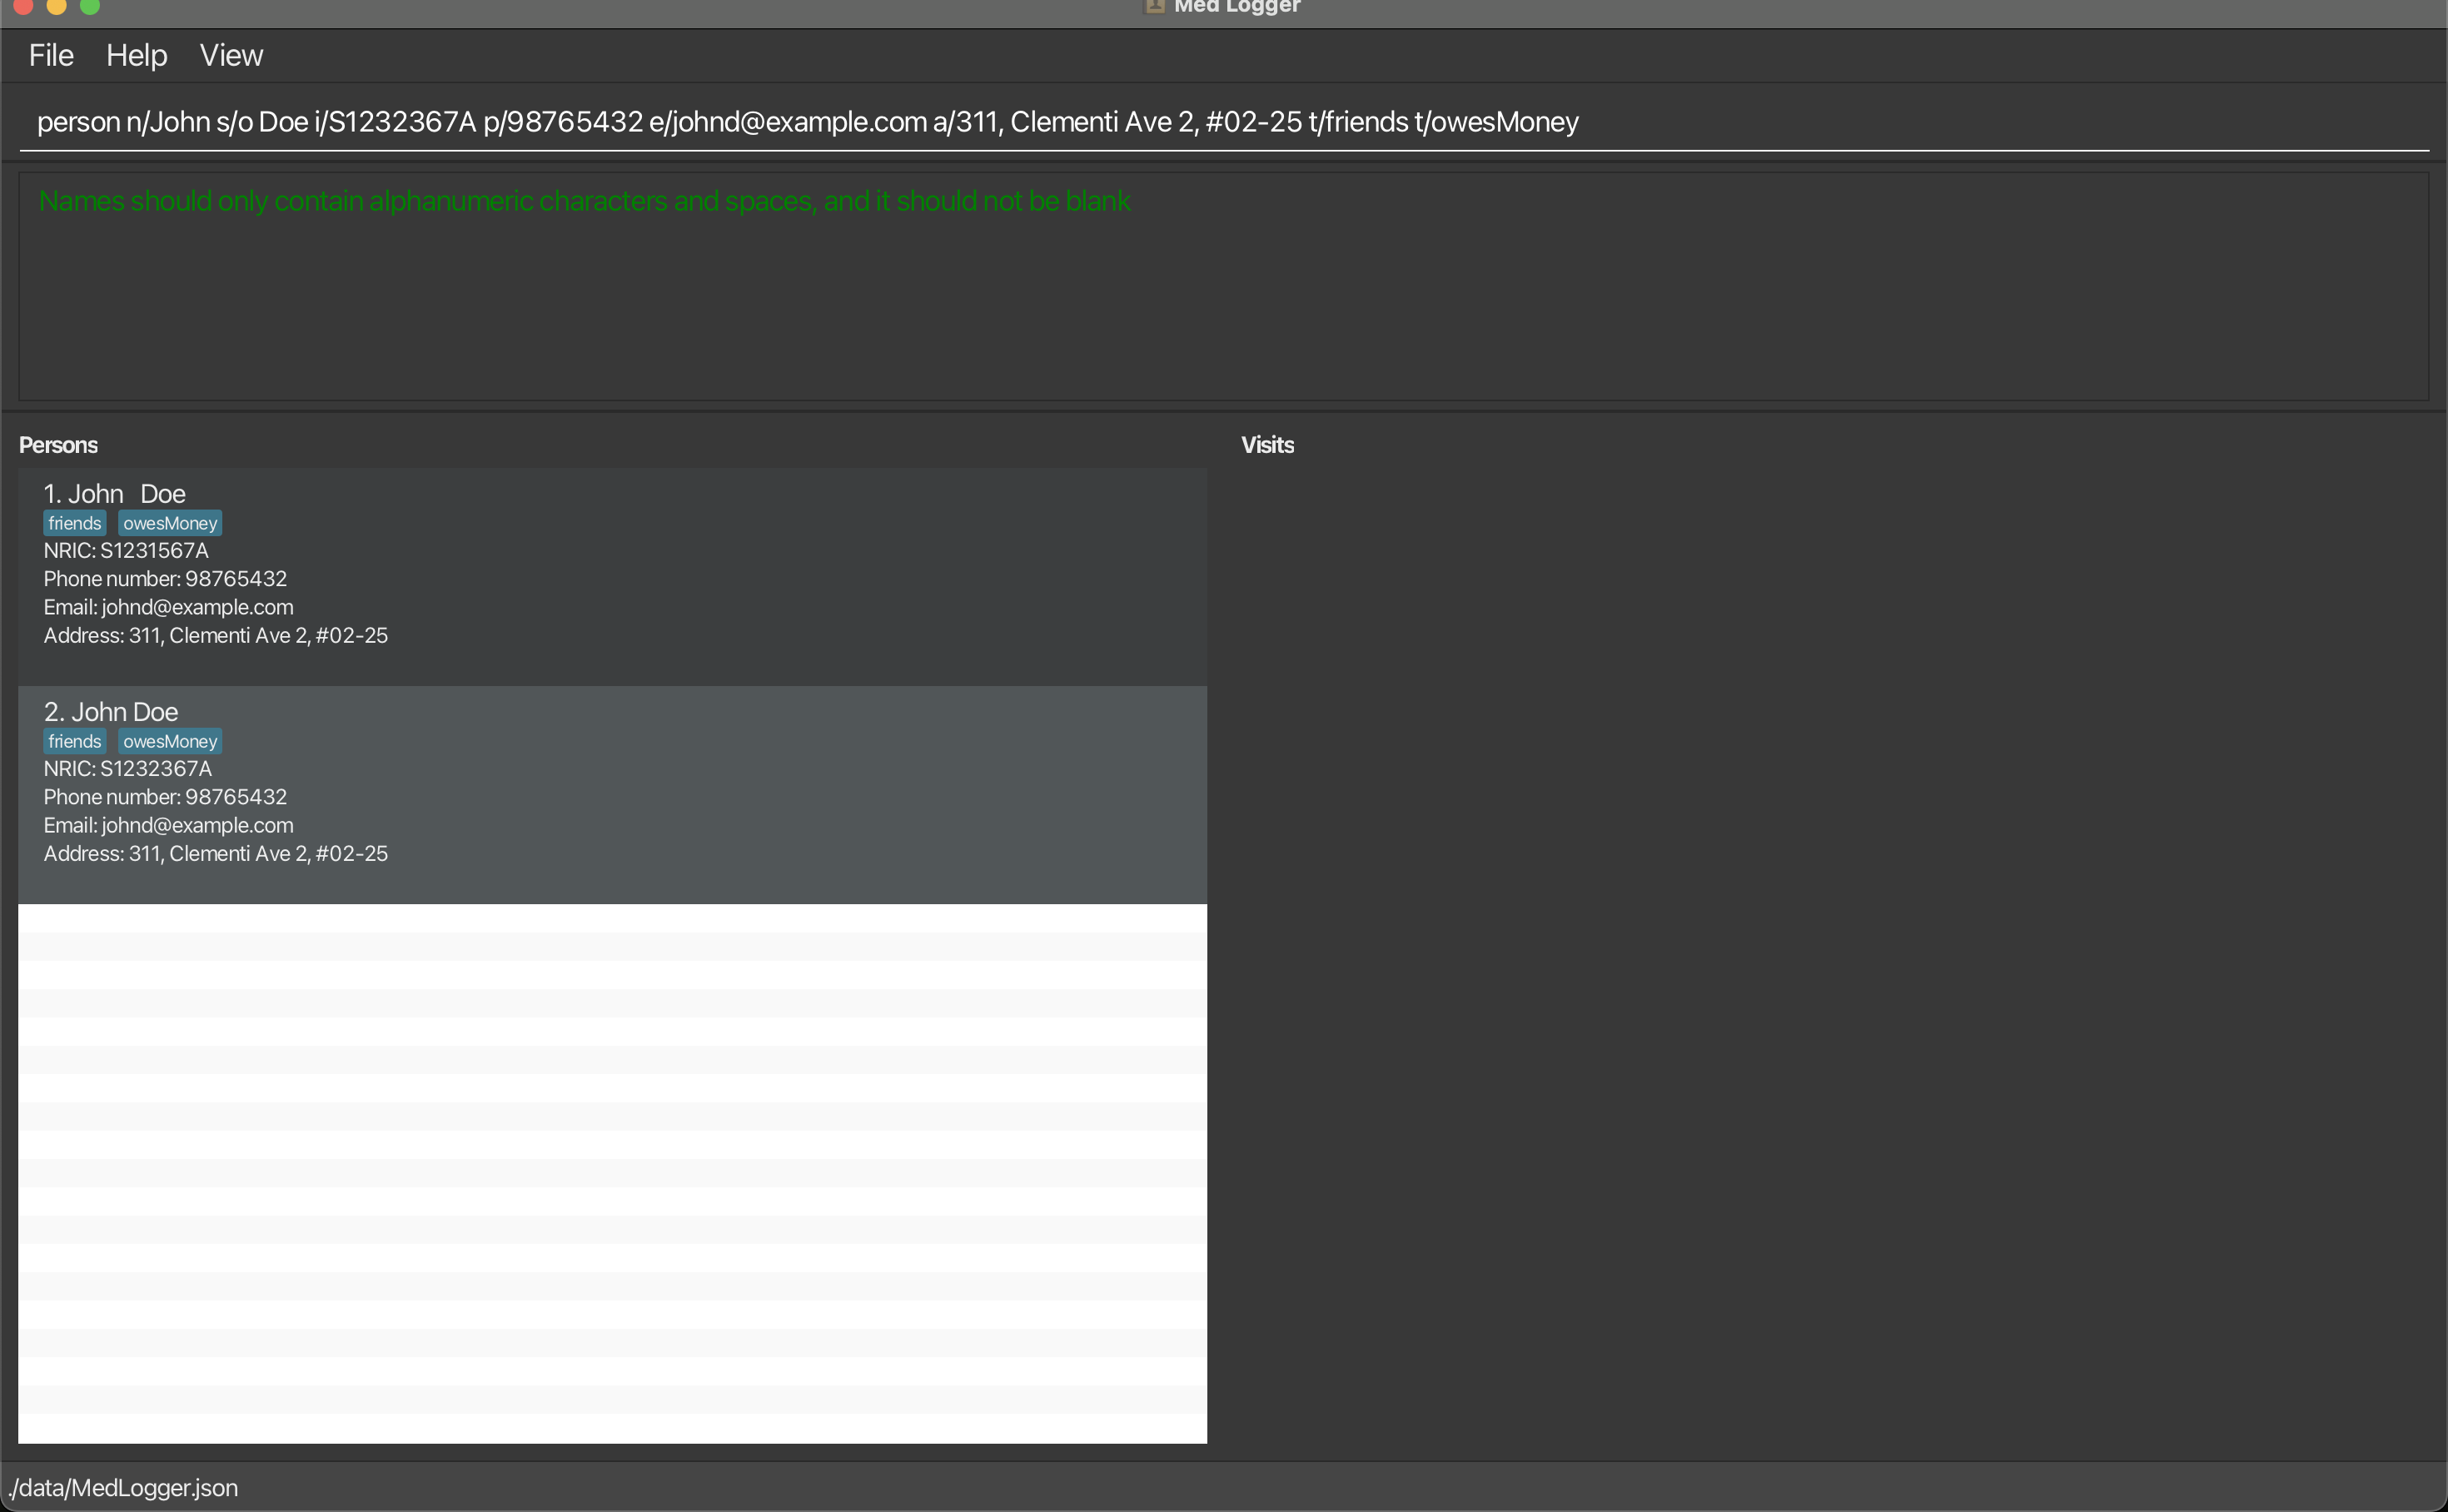 Med Logger
File Help View
person n/John s/o Doe i/S1232367A p/98765432 e/johnd@example.com a/311, Clementi Ave 2, #02-25 t/friends t/owesMoney
Names should only contain alphanumeric characters and spaces, and it should not be blank
Persons
1. John   Doe
friends owesMoney
NRIC: S1231567A
Phone number: 98765432
Email: johnd@example.com
Address: 311, Clementi Ave 2, #02-25
2. John Doe
friends owesMoney
NRIC: S1232367A
Phone number: 98765432
Email: johnd@example.com
Address: 311, Clementi Ave 2, #02-25
Visits
./data/MedLogger.json